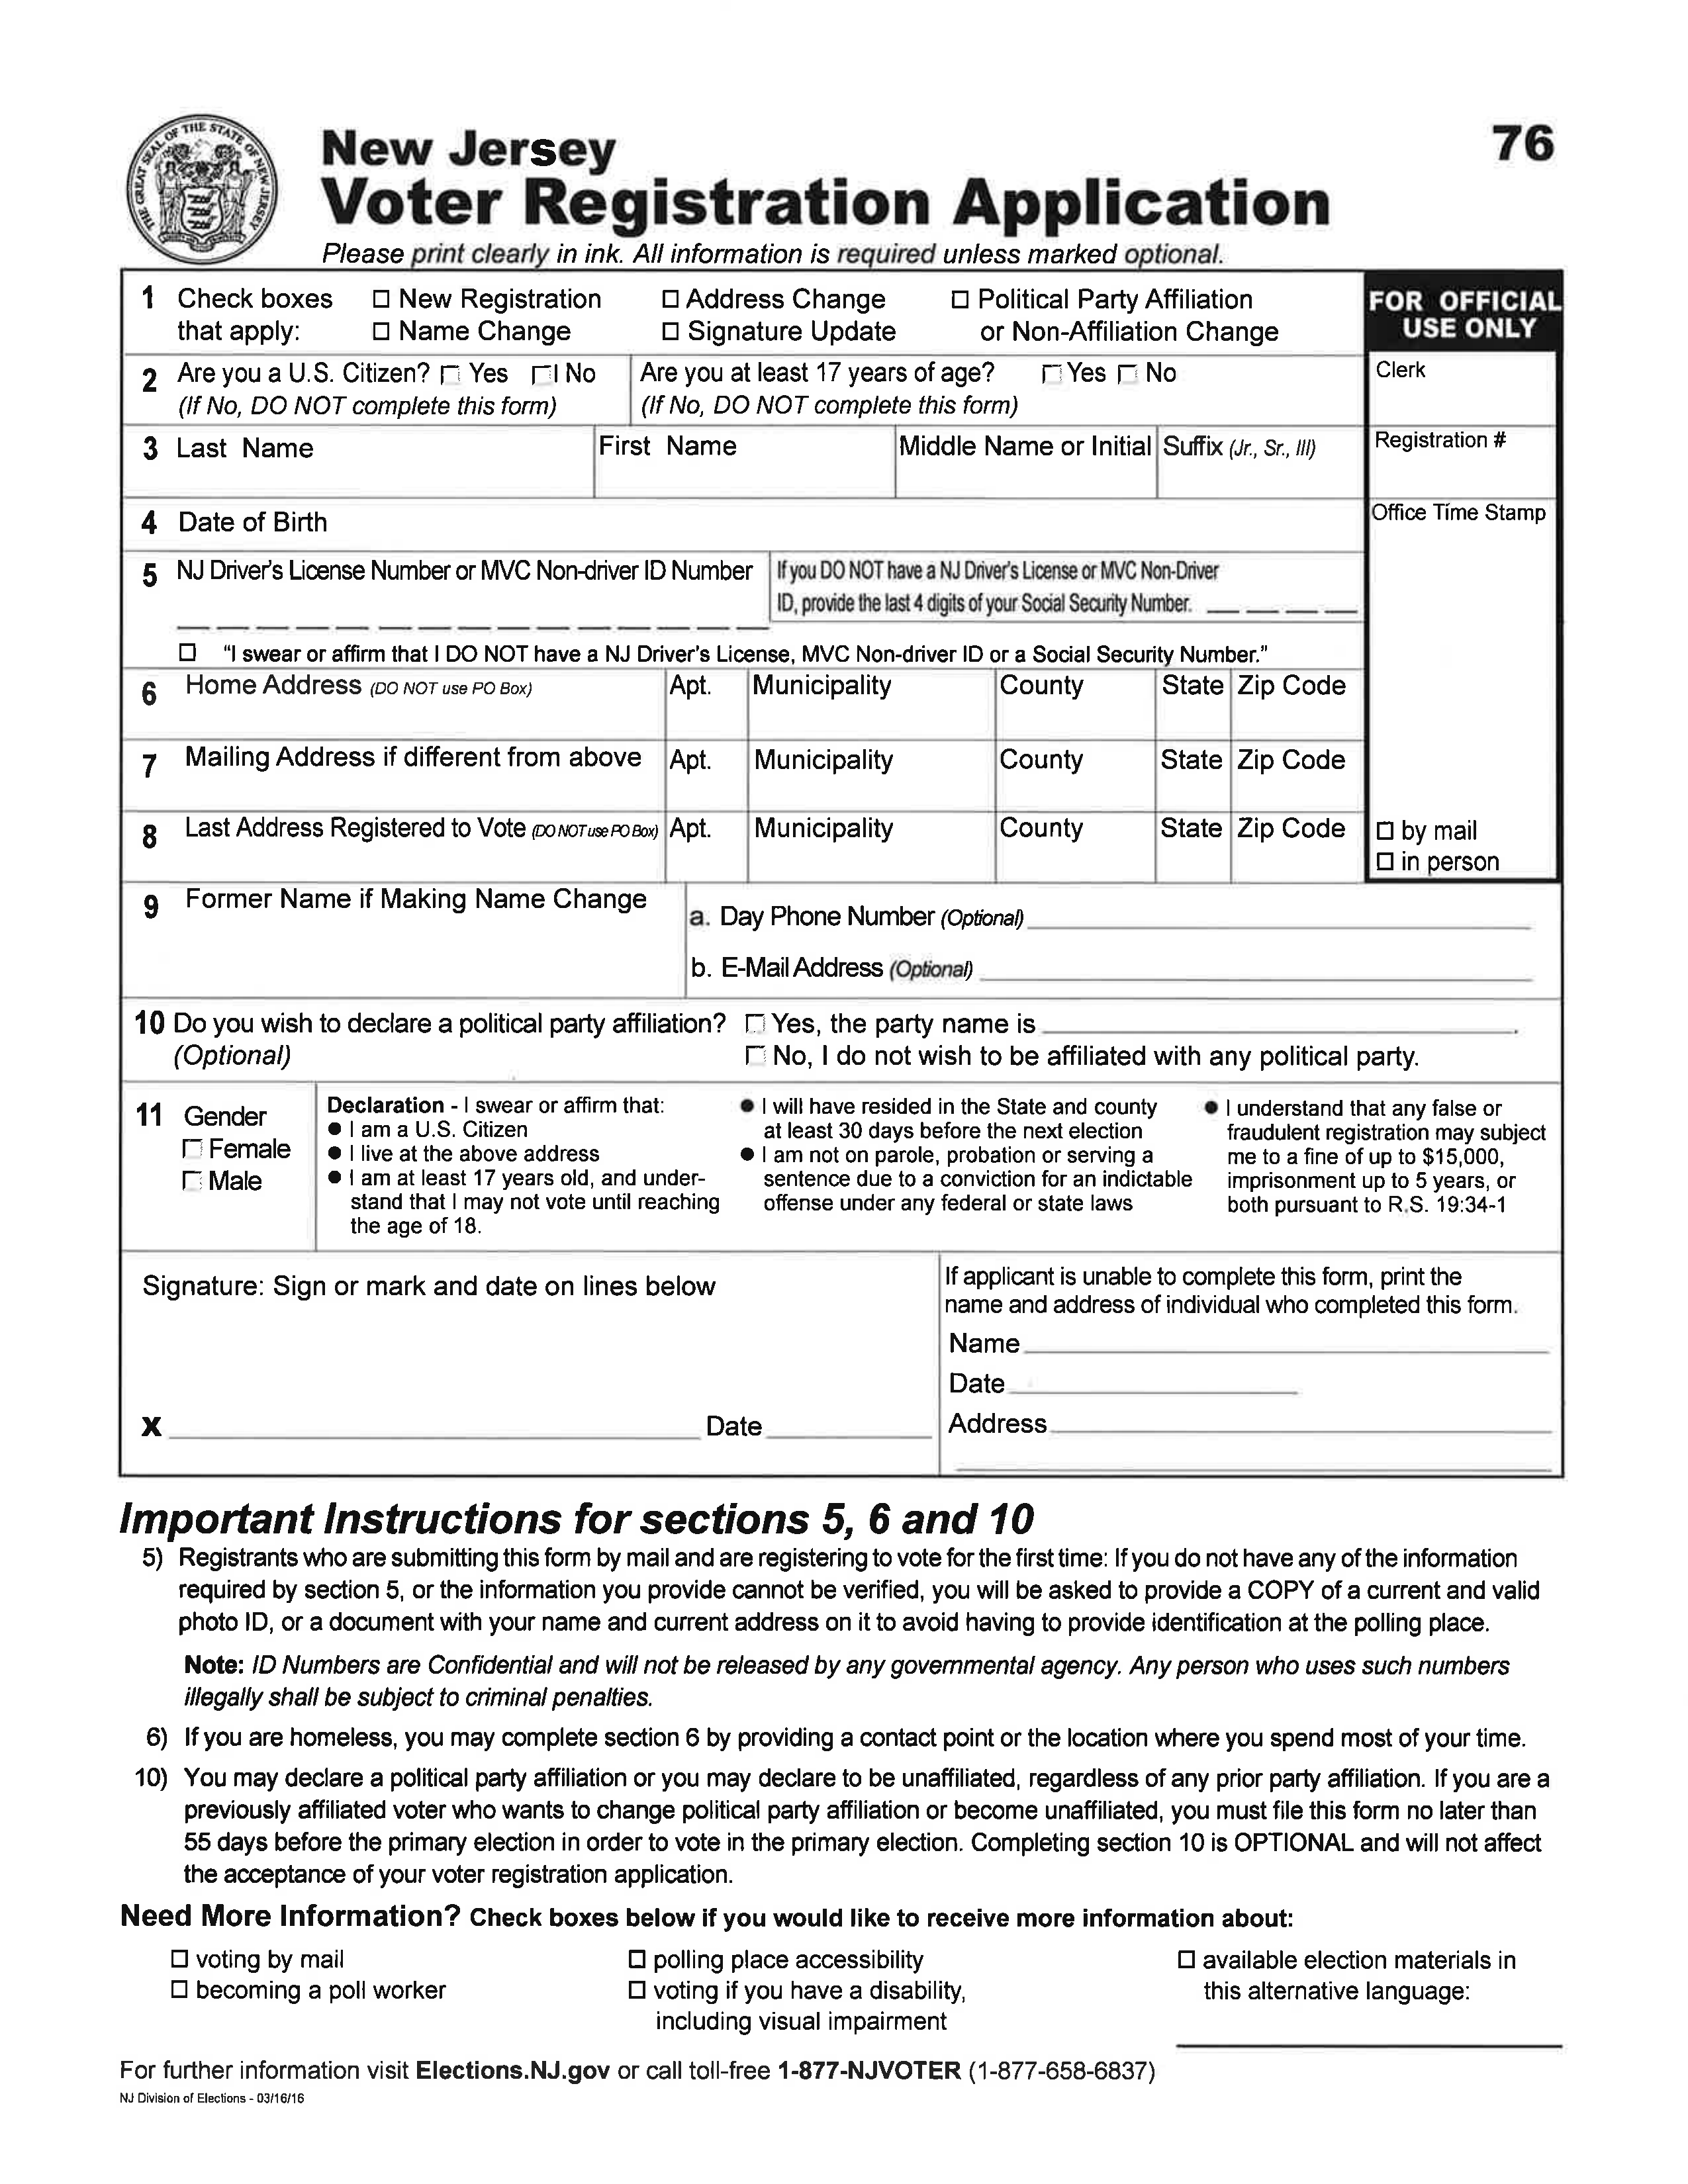 THE GREAT SEAL OF THE STATE OF NEW JERSEY
New Jersey
76
Voter Registration Application
Please print clearly in ink. All information is required unless marked optional.
1 Check boxes ☐ New Registration ☐ Address Change ☐ Political Party Affiliation
that apply: ☐ Name Change ☐ Signature Update or Non-Affiliation Change
FOR OFFICIAL
USE ONLY
2 Are you a U.S. Citizen? ☐ Yes ☐ No Are you at least 17 years of age? ☐ Yes ☐ No
(If No, DO NOT complete this form) (If No, DO NOT complete this form)
Clerk
3 Last Name First Name Middle Name or Initial Suffix (Jr., Sr., III)
Registration #
4 Date of Birth
Office Time Stamp
5 NJ Driver's License Number or MVC Non-driver ID Number
If you DO NOT have a NJ Driver's License or MVC Non-Driver
ID, provide the last 4 digits of your Social Security Number. __ __ __ __
☐ "I swear or affirm that I DO NOT have a NJ Driver's License, MVC Non-driver ID or a Social Security Number."
6 Home Address (DO NOT use PO Box) Apt. Municipality County State Zip Code
7 Mailing Address if different from above Apt. Municipality County State Zip Code
8 Last Address Registered to Vote (DO NOT use PO Box) Apt. Municipality County State Zip Code
☐ by mail
☐ in person
9 Former Name if Making Name Change
a. Day Phone Number (Optional)
b. E-Mail Address (Optional)
10 Do you wish to declare a political party affiliation? ☐ Yes, the party name is ____.
(Optional) ☐ No, I do not wish to be affiliated with any political party.
11 Gender
☐ Female
☐ Male
Declaration - I swear or affirm that:
● I am a U.S. Citizen
● I live at the above address
● I am at least 17 years old, and under-
stand that I may not vote until reaching
the age of 18.
● I will have resided in the State and county
at least 30 days before the next election
● I am not on parole, probation or serving a
sentence due to a conviction for an indictable
offense under any federal or state laws
● I understand that any false or
fraudulent registration may subject
me to a fine of up to $15,000,
imprisonment up to 5 years, or
both pursuant to R.S. 19:34-1
Signature: Sign or mark and date on lines below
X ____ Date ____
If applicant is unable to complete this form, print the
name and address of individual who completed this form.
Name
Date
Address
Important Instructions for sections 5, 6 and 10
5) Registrants who are submitting this form by mail and are registering to vote for the first time: If you do not have any of the information
required by section 5, or the information you provide cannot be verified, you will be asked to provide a COPY of a current and valid
photo ID, or a document with your name and current address on it to avoid having to provide identification at the polling place.
Note: ID Numbers are Confidential and will not be released by any governmental agency. Any person who uses such numbers
illegally shall be subject to criminal penalties.
6) If you are homeless, you may complete section 6 by providing a contact point or the location where you spend most of your time.
10) You may declare a political party affiliation or you may declare to be unaffiliated, regardless of any prior party affiliation. If you are a
previously affiliated voter who wants to change political party affiliation or become unaffiliated, you must file this form no later than
55 days before the primary election in order to vote in the primary election. Completing section 10 is OPTIONAL and will not affect
the acceptance of your voter registration application.
Need More Information? Check boxes below if you would like to receive more information about:
☐ voting by mail ☐ polling place accessibility ☐ available election materials in
☐ becoming a poll worker ☐ voting if you have a disability, this alternative language:
including visual impairment
For further information visit Elections.NJ.gov or call toll-free 1-877-NJVOTER (1-877-658-6837)
NJ Division of Elections - 03/16/16